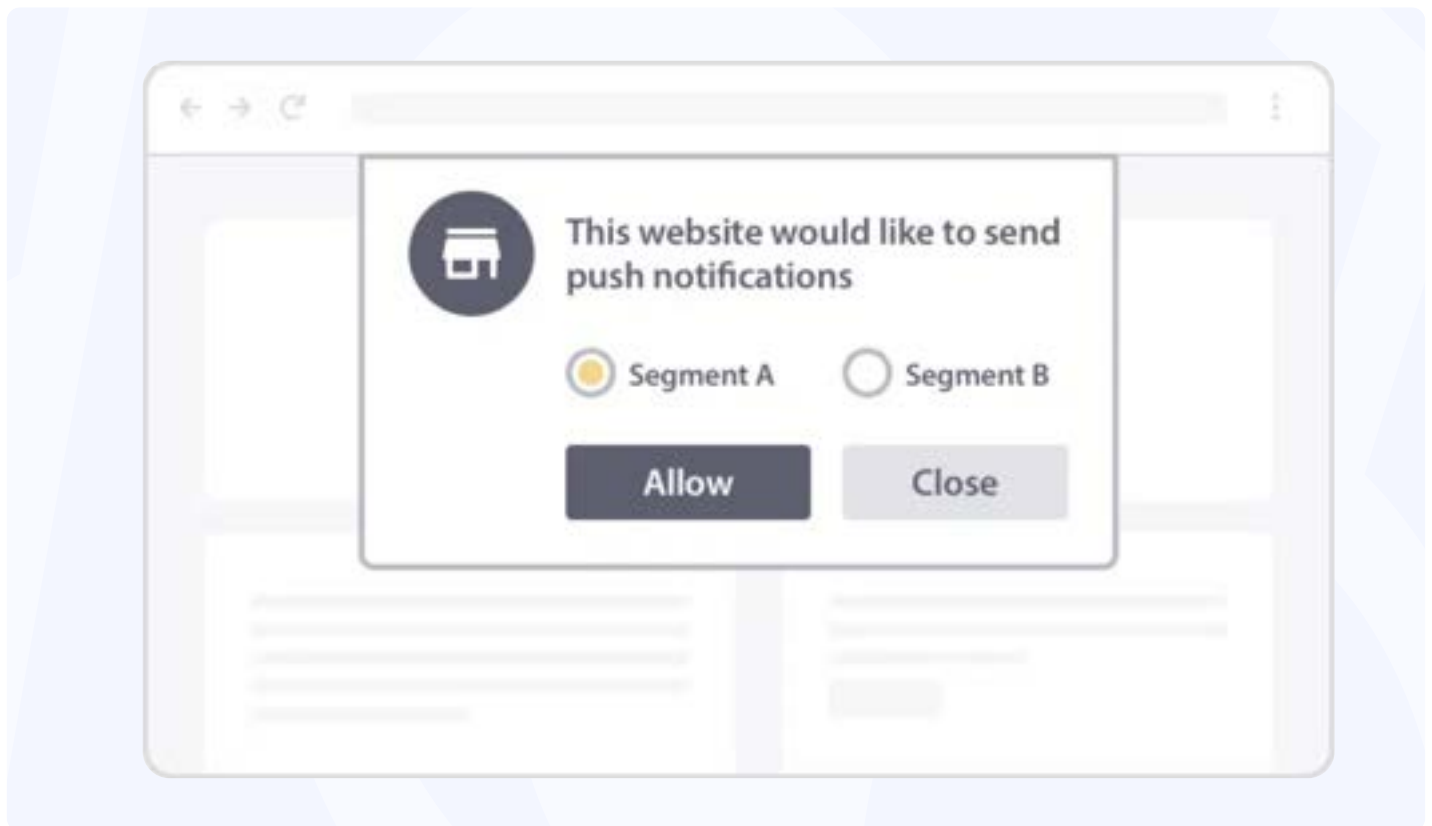 This website would like to send
push notifications
Segment A
Segment B
Allow
Close